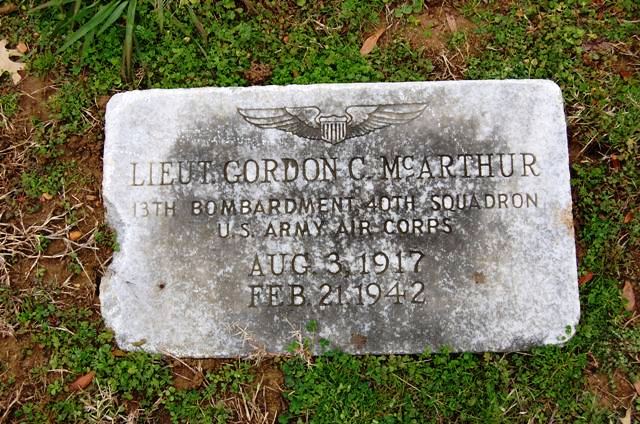 LIEUT. GORDON C. McARTHUR
13TH BOMBARDMENT, 40TH SQUADRON
U.S. ARMY AIR CORPS
AUG. 3, 1917
FEB. 21, 1942